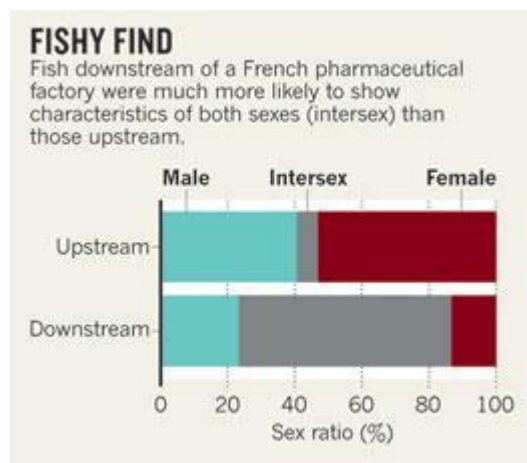 FISHY FIND
Fish downstream of a French pharmaceutical
factory were much more likely to show
characteristics of both sexes (intersex) than
those upstream.
Male Intersex Female
Upstream
Downstream
0 20 40 60 80 100
Sex ratio (%)